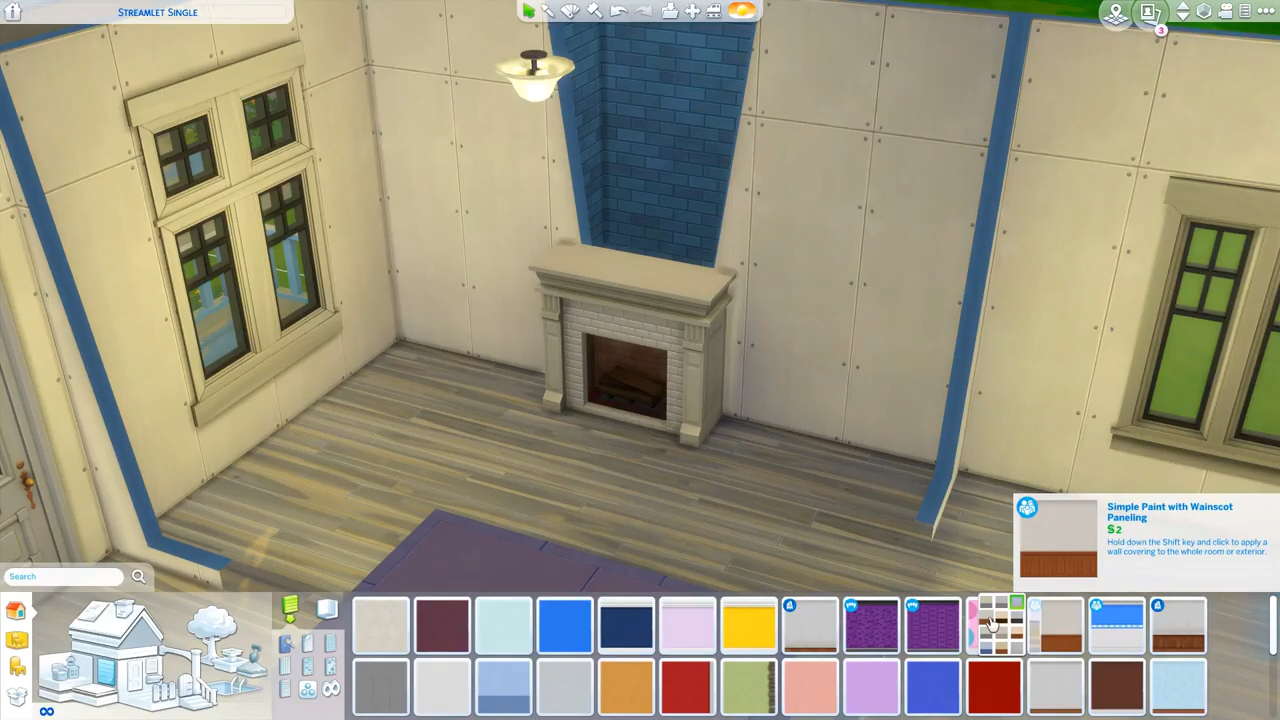 STREAMLET SINGLE
3
Simple Paint with Wainscot
Paneling
$2
Hold down the Shift key and click to apply a
wall covering to the whole room or exterior.
Search